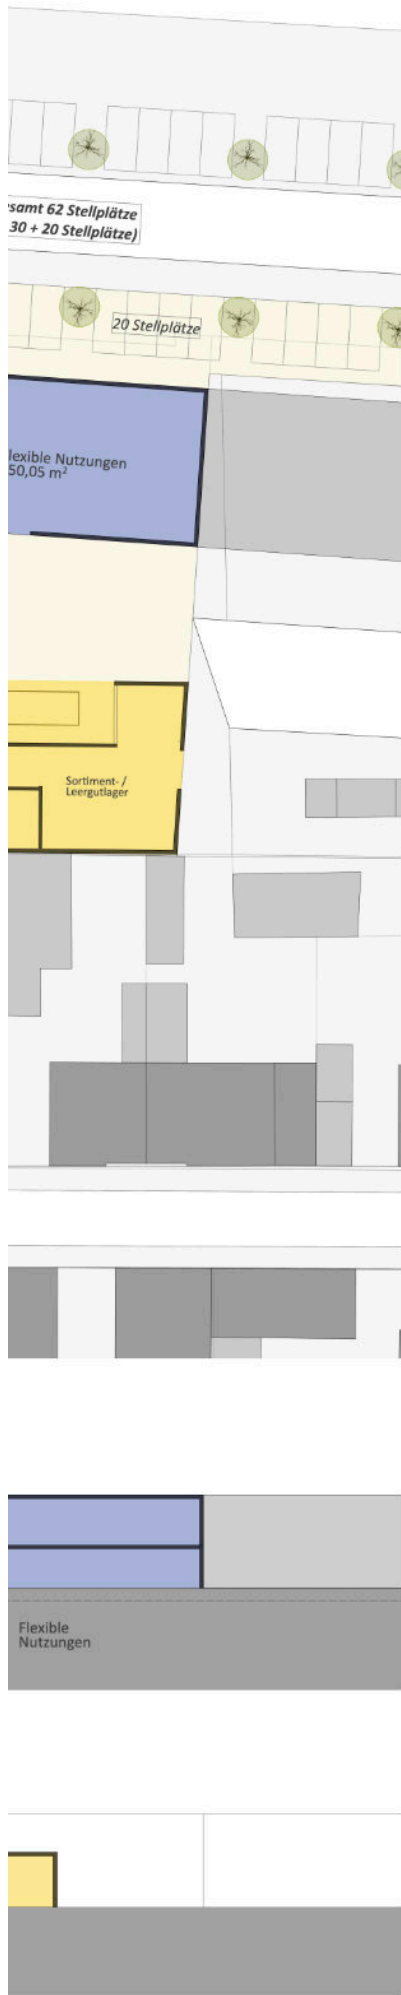 samt 62 Stellplätze
30 + 20 Stellplätze)
20 Stellplätze
lexible Nutzungen
50,05 m²
Sortiment- /
Leergutlager
Flexible
Nutzungen